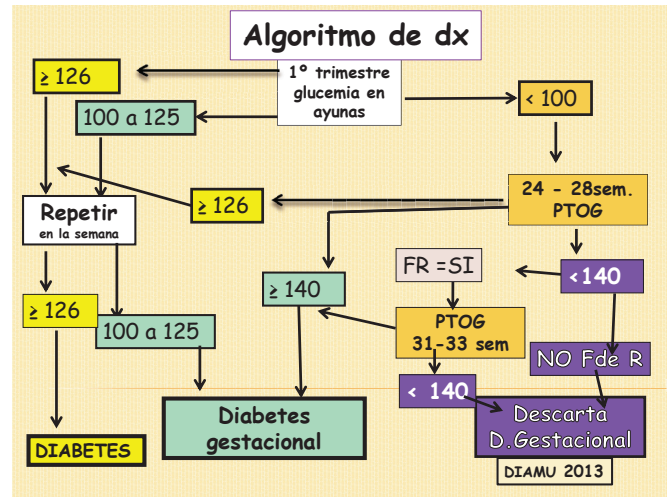 Algoritmo de dx
≥ 126
1º trimestre
glucemia en
ayunas
< 100
100 a 125
24 - 28sem.
PTOG
≥ 126
Repetir
en la semana
FR =SI
<140
≥ 140
≥ 126
100 a 125
PTOG
31-33 sem
NO Fde R
< 140
Diabetes
gestacional
Descarta
D.Gestacional
DIABETES
DIAMU 2013